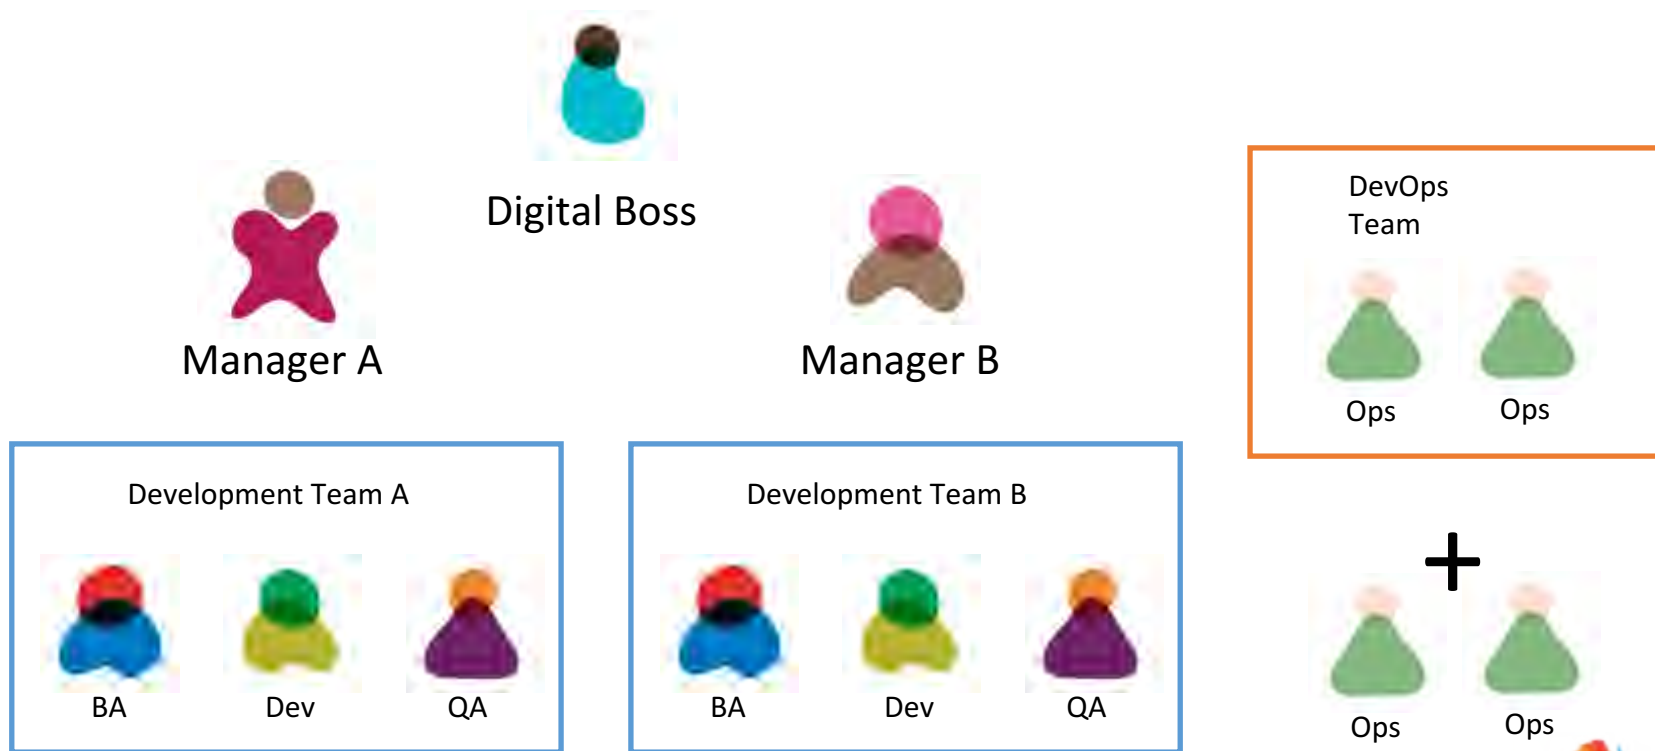 Digital Boss
Manager A
Manager B
DevOps
Team
Ops
Ops
Development Team A
BA
Dev
QA
Development Team B
BA
Dev
QA
+
Ops
Ops